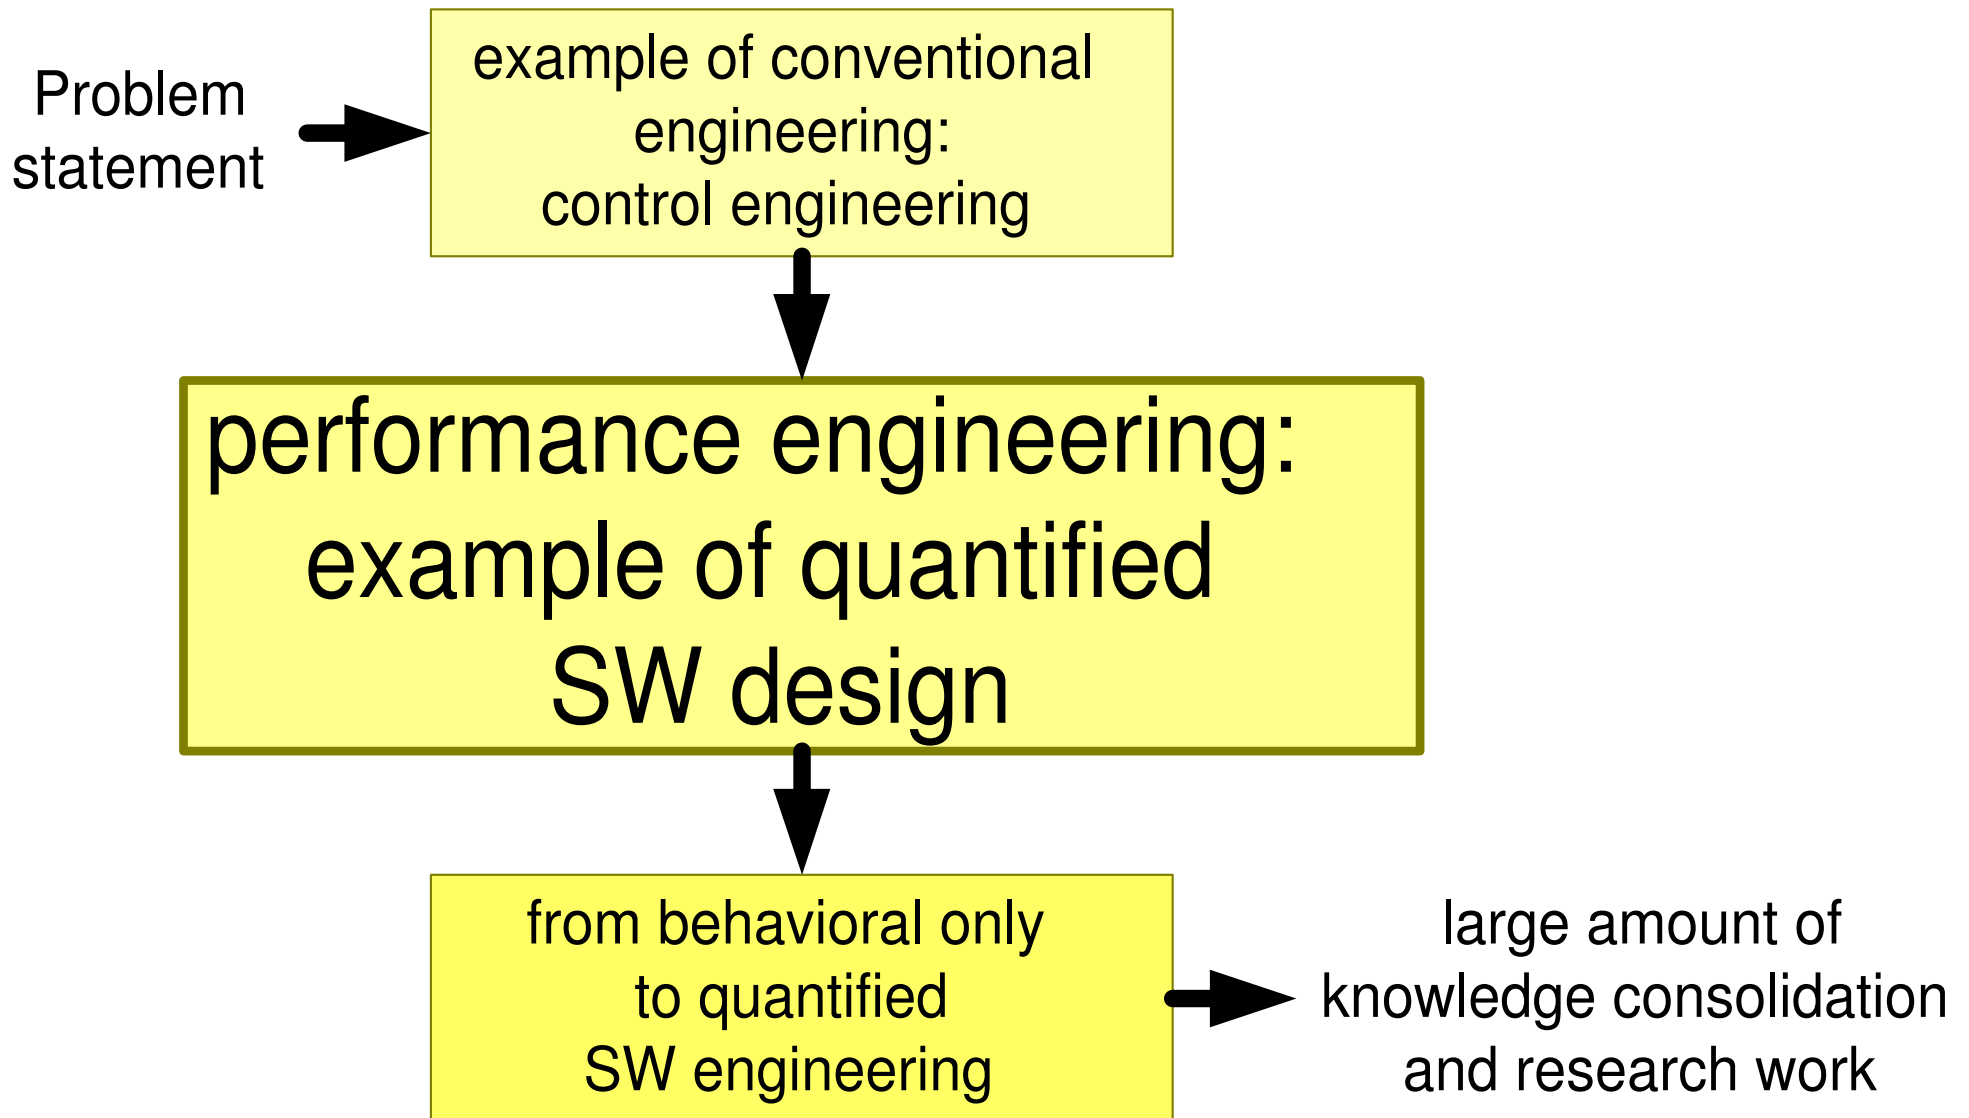 Problem
statement
example of conventional
engineering:
control engineering
performance engineering:
example of quantified
SW design
from behavioral only
to quantified
SW engineering
large amount of
knowledge consolidation
and research work